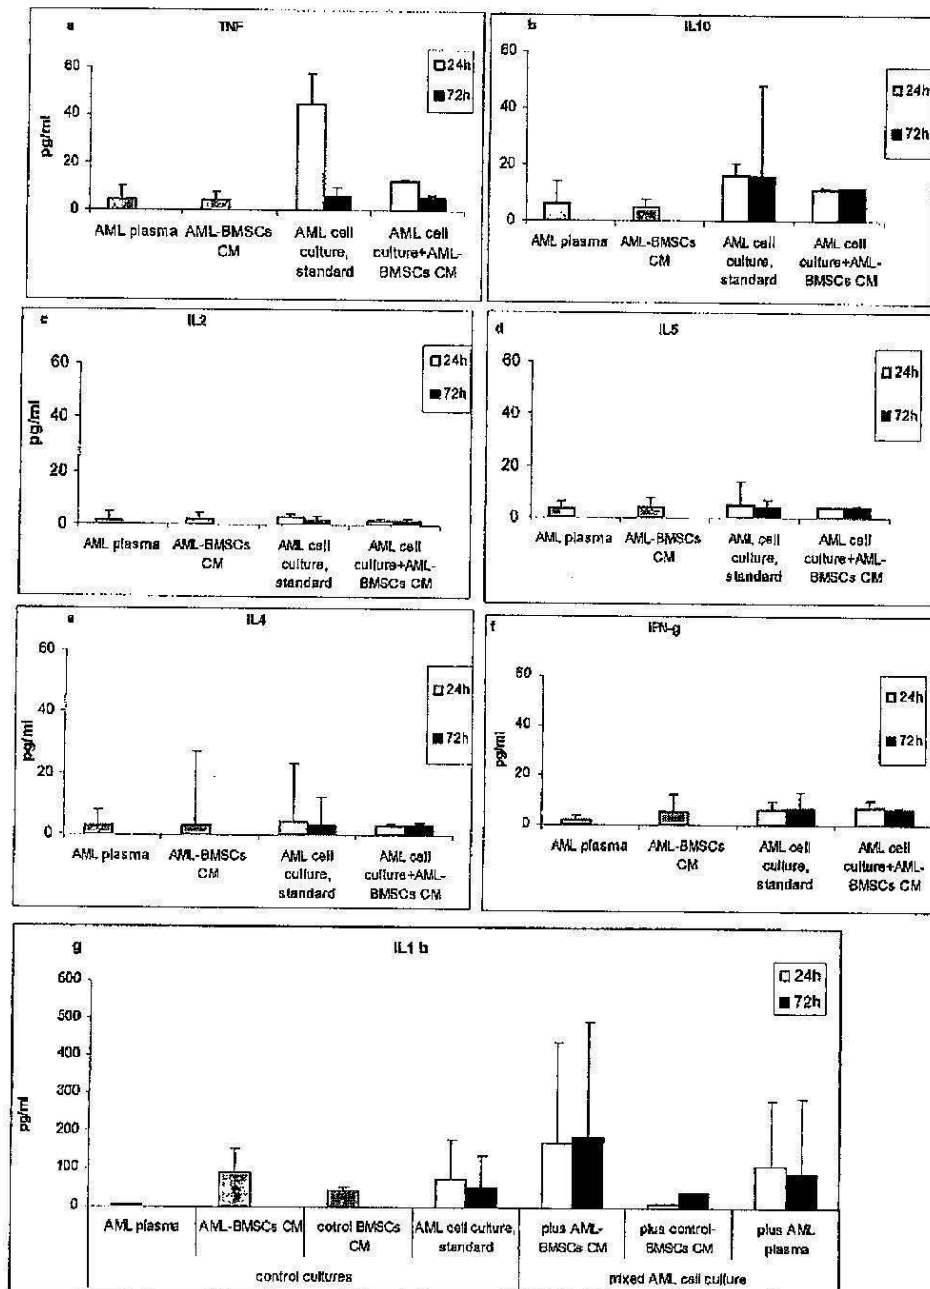 a TNF
60
40
20
0
pg/ml
24h
72h
AML plasma AML-BMSCs CM AML cell culture, standard AML cell culture+AML-BMSCs CM
b IL10
60
40
20
0
24h
72h
AML plasma AML-BMSCs CM AML cell culture, standard AML cell culture+AML-BMSCs CM
c IL2
60
40
20
0
pg/ml
24h
72h
AML plasma AML-BMSCs CM AML cell culture, standard AML cell culture+AML-BMSCs CM
d IL5
60
40
20
0
24h
72h
AML plasma AML-BMSCs CM AML cell culture, standard AML cell culture+AML-BMSCs CM
e IL4
60
40
20
0
pg/ml
24h
72h
AML plasma AML-BMSCs CM AML cell culture, standard AML cell culture+AML-BMSCs CM
f IFN-g
60
40
20
0
24h
72h
AML plasma AML-BMSCs CM AML cell culture, standard AML cell culture+AML-BMSCs CM
g IL1 b
600
500
400
300
200
100
0
pg/ml
24h
72h
AML plasma AML-BMSCs CM cotrol BMSCs CM AML cell culture, standard plus AML-BMSCs CM plus control-BMSCs CM plus AML plasma
control cultures mixed AML cell culture